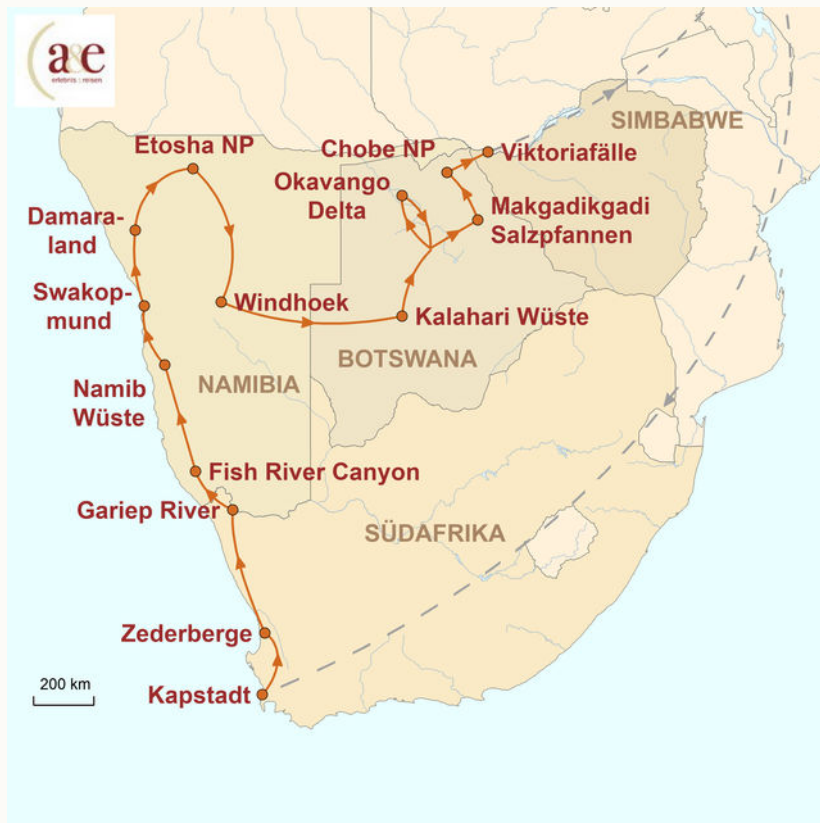 a&e
erlebnis:reisen
SIMBABWE
Etosha NP
Chobe NP
Viktoriafälle
Okavango
Delta
Damara-
land
Makgadikgadi
Salzpfannen
Swakop-
mund
Windhoek
Kalahari Wüste
BOTSWANA
NAMIBIA
Namib
Wüste
Fish River Canyon
Gariep River
SÜDAFRIKA
Zederberge
200 km
Kapstadt